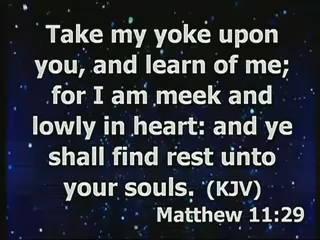 Take my yoke upon
you, and learn of me;
for I am meek and
lowly in heart: and ye
shall find rest unto
your souls. (KJV)
Matthew 11:29